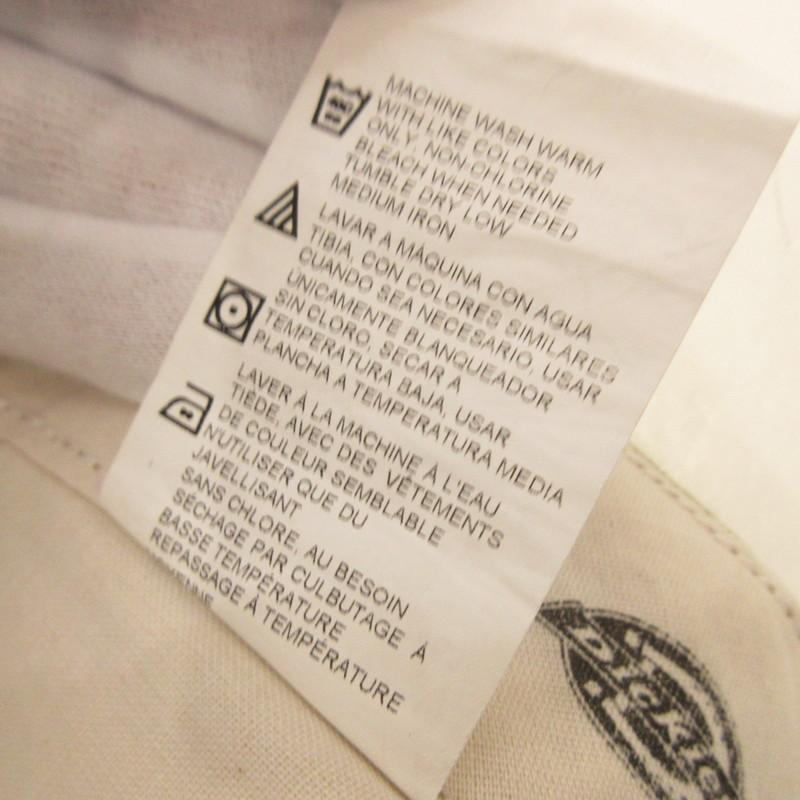 MACHINE WASH WARM
WITH LIKE COLORS
ONLY. NON CHLORINE
BLEACH WHEN NEEDED
TUMBLE DRY LOW
MEDIUM IRON
LAVAR A MÁQUINA CON AGUA
TIBIA, CON COLORES SIMILARES
CUANDO SEA NECESARIO, USAR
ÚNICAMENTE BLANQUEADOR
SIN CLORO, SECAR A
TEMPERATURA BAJA, USAR
PLANCHA A TEMPERATURA MEDIA
LAVER À LA MACHINE À L'EAU
TIÈDE, AVEC DES VÊTEMENTS
DE COULEUR SEMBLABLE
N'UTILISER QUE DU
JAVELLISANT
SANS CHLORE, AU BESOIN
SÉCHAGE PAR CULBUTAGE À
BASSE TEMPÉRATURE
REPASSAGE À TEMPÉRATURE
DICKIES